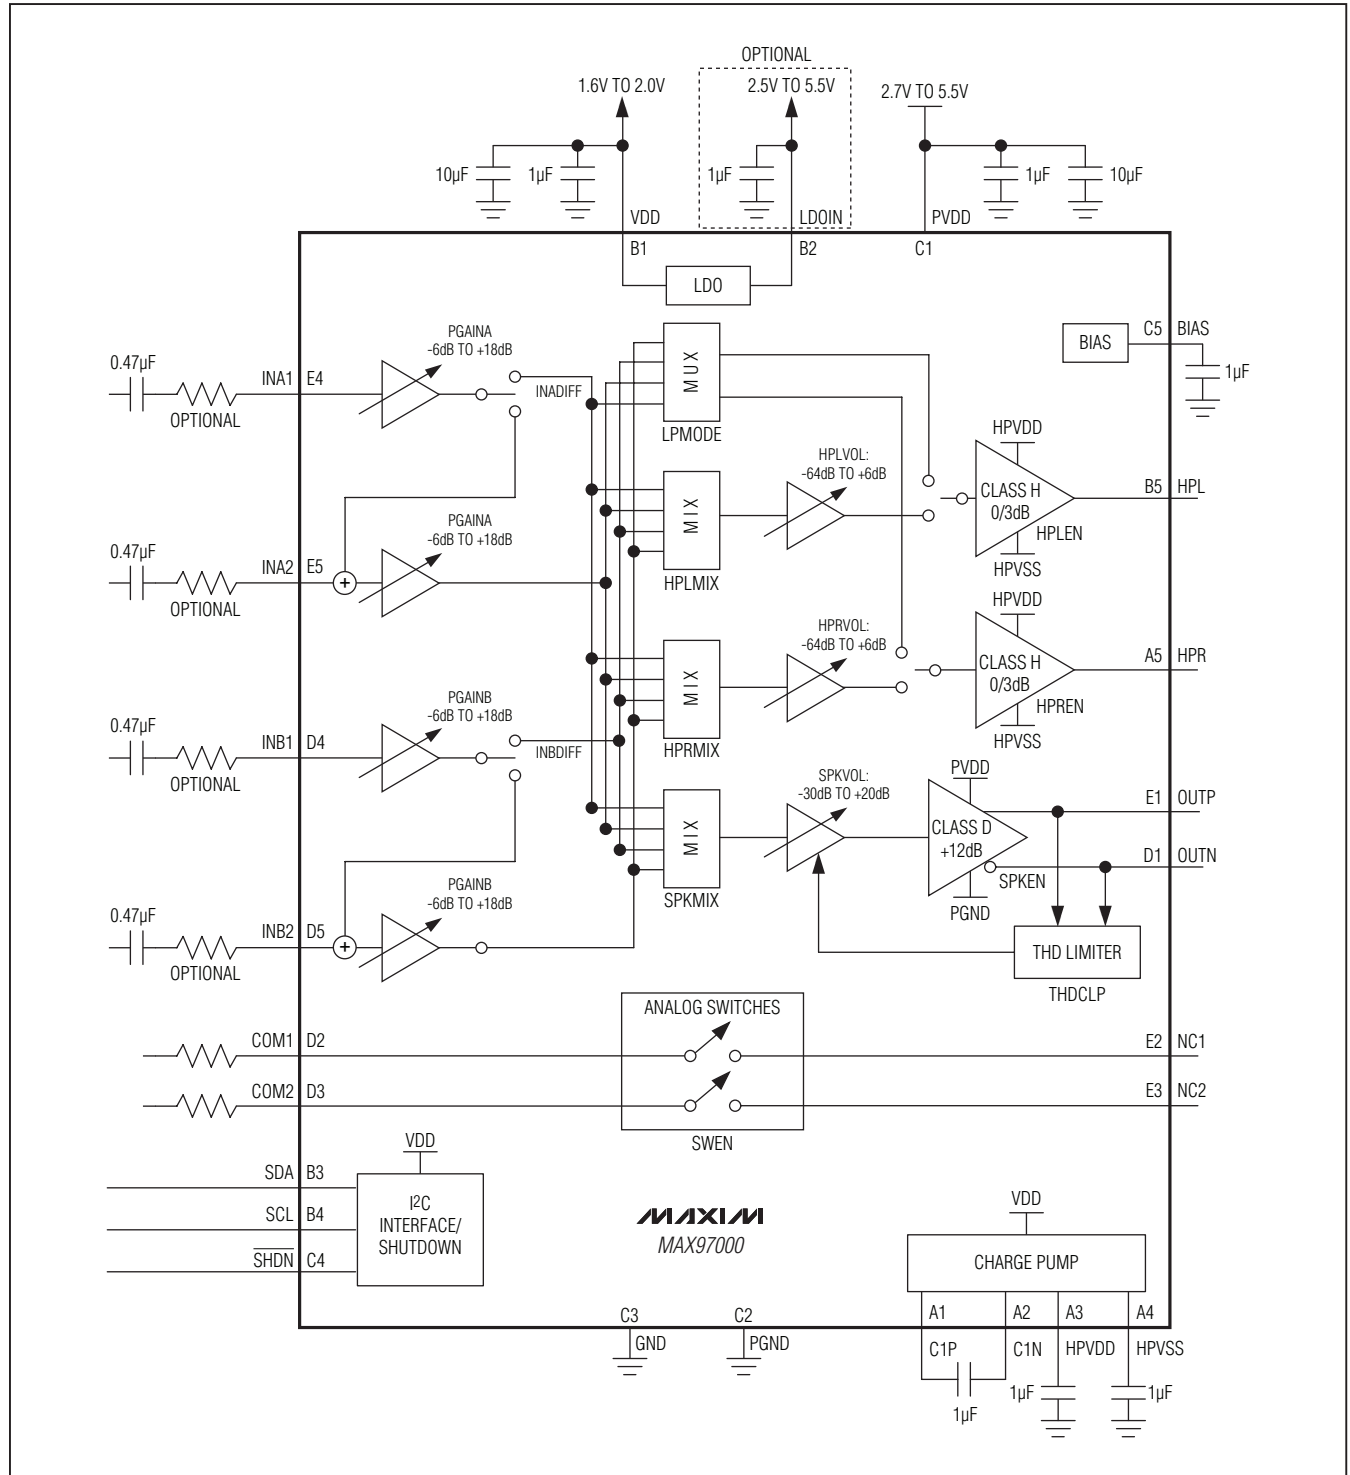 OPTIONAL
1.6V TO 2.0V
2.5V TO 5.5V
2.7V TO 5.5V
10µF
1µF
1µF
1µF
10µF
VDD
LDOIN
PVDD
B1
B2
C1
LDO
BIAS
C5
BIAS
1µF
0.47µF
OPTIONAL
INA1
E4
PGAINA
-6dB TO +18dB
INADIFF
MUX
LPMODE
0.47µF
OPTIONAL
INA2
E5
+
PGAINA
-6dB TO +18dB
MIX
HPLMIX
HPLVOL:
-64dB TO +6dB
HPVDD
CLASS H
0/3dB
HPLEN
HPVSS
B5
HPL
MIX
HPRMIX
HPRVOL:
-64dB TO +6dB
HPVDD
CLASS H
0/3dB
HPREN
HPVSS
A5
HPR
0.47µF
OPTIONAL
INB1
D4
PGAINB
-6dB TO +18dB
INBDIFF
MIX
SPKMIX
SPKVOL:
-30dB TO +20dB
PVDD
CLASS D
+12dB
SPKEN
PGND
E1
OUTP
D1
OUTN
THD LIMITER
THDCLP
0.47µF
OPTIONAL
INB2
D5
+
PGAINB
-6dB TO +18dB
ANALOG SWITCHES
COM1
D2
E2
NC1
COM2
D3
E3
NC2
SWEN
VDD
SDA
B3
SCL
B4
SHDN
C4
I²C
INTERFACE/
SHUTDOWN
MAXIM
MAX97000
VDD
CHARGE PUMP
C3
GND
C2
PGND
A1
A2
A3
A4
C1P
C1N
HPVDD
HPVSS
1µF
1µF
1µF